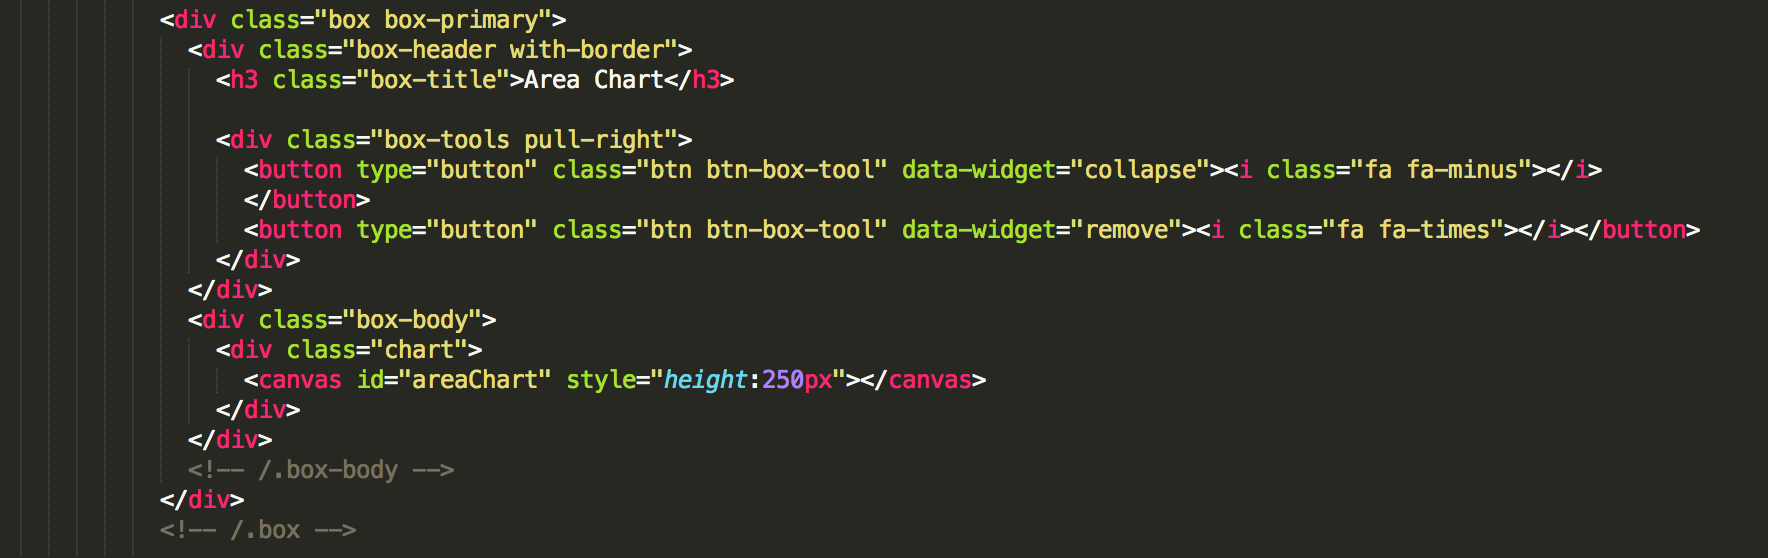 <div class="box box-primary">
<div class="box-header with-border">
<h3 class="box-title">Area Chart</h3>
<div class="box-tools pull-right">
<button type="button" class="btn btn-box-tool" data-widget="collapse"><i class="fa fa-minus"></i>
</button>
<button type="button" class="btn btn-box-tool" data-widget="remove"><i class="fa fa-times"></i></button>
</div>
</div>
<div class="box-body">
<div class="chart">
<canvas id="areaChart" style="height:250px"></canvas>
</div>
</div>
<!-- /.box-body -->
</div>
<!-- /.box -->